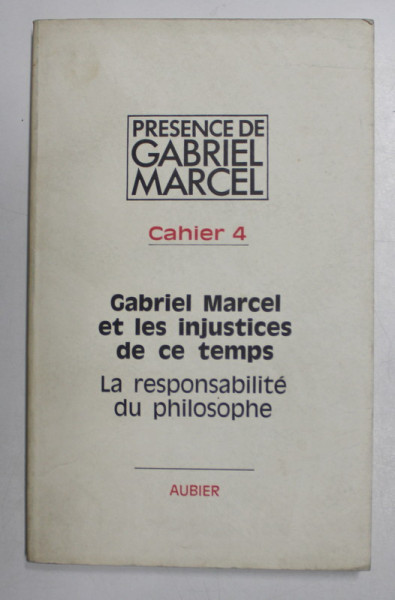 PRESENCE DE
GABRIEL
MARCEL
Cahier 4
Gabriel Marcel
et les injustices
de ce temps
La responsabilité
du philosophe
AUBIER